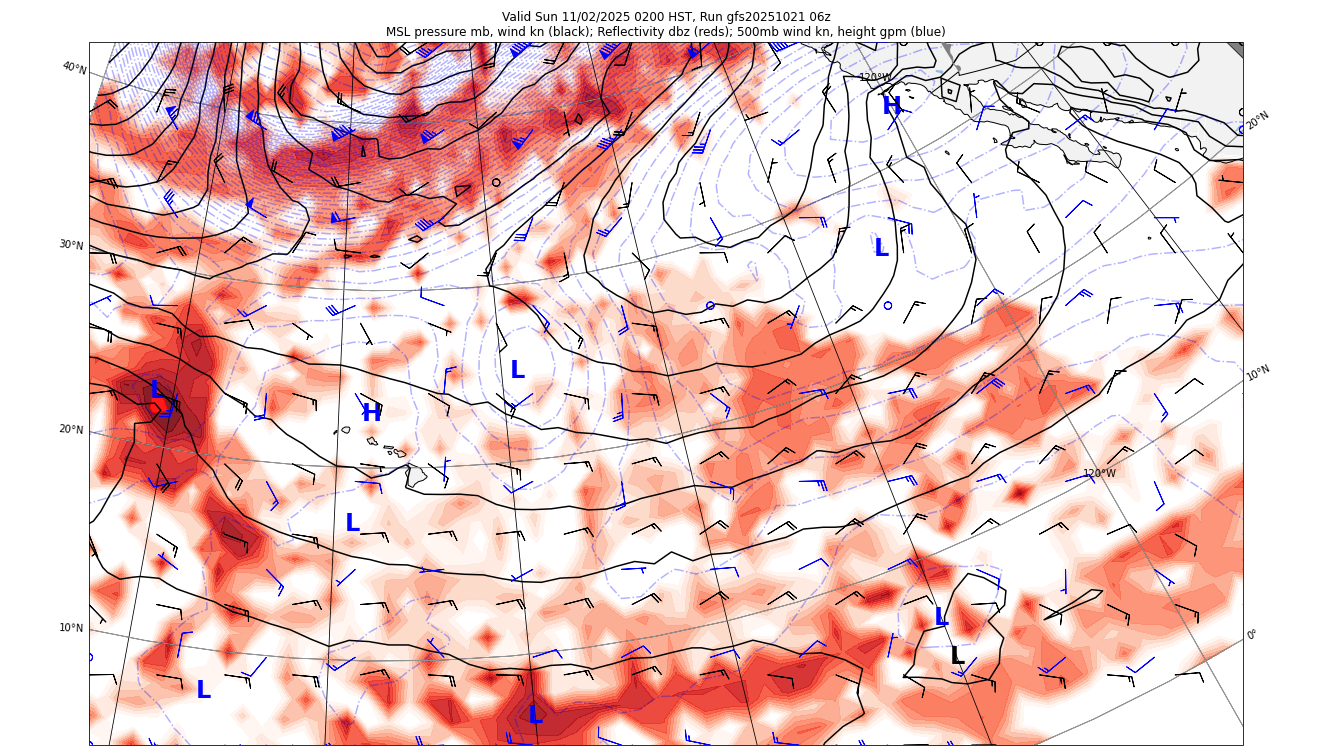 Valid Sun 11/02/2025 0200 HST, Run gfs20251021 06z
MSL pressure mb, wind kn (black); Reflectivity dbz (reds); 500mb wind kn, height gpm (blue)
40°N
120°W
H
20°N
30°N
L
L
10°N
L
H
20°N
120°W
L
L
10°N
0°
L
L
L